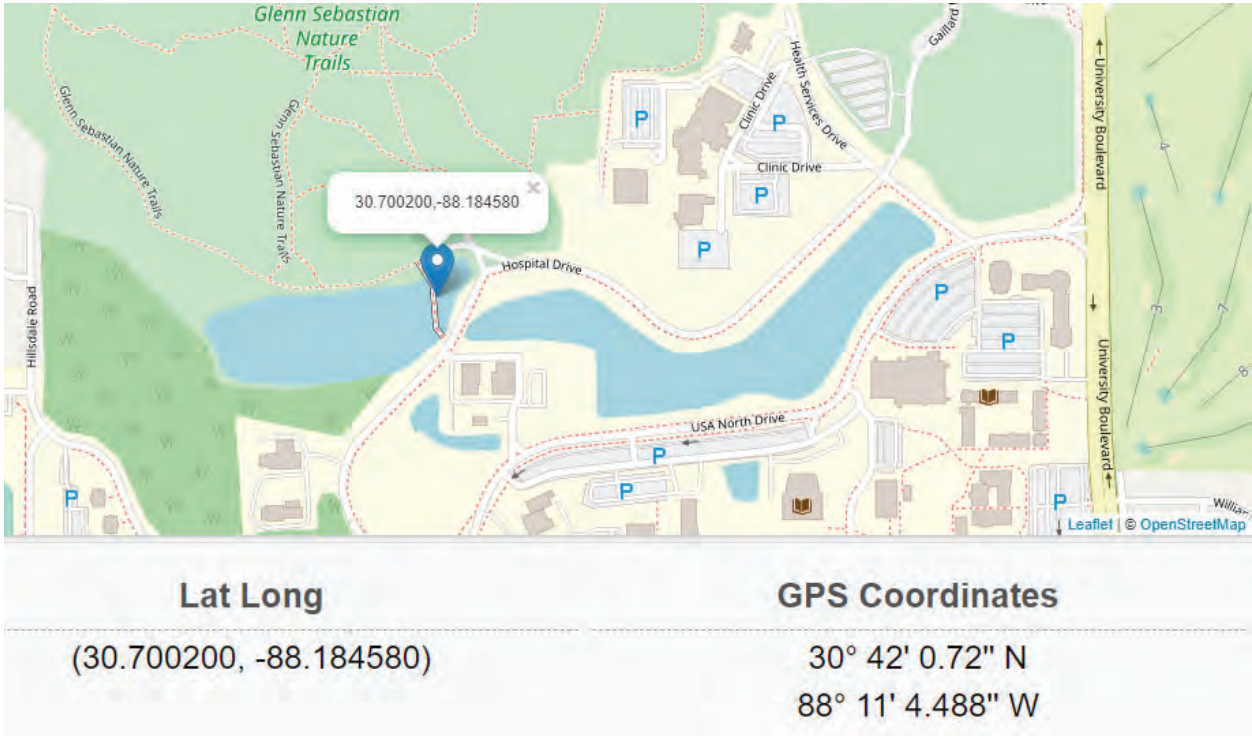 Glenn Sebastian
Nature
Trails
Gaillard
Glenn Sebastian Nature Trails
Glenn Sebastian Nature Trails
Clinic Drive
Health Services Drive
University Boulevard
P
P
4
Clinic Drive
P
30.700200,-88.184580 ×
P
Hospital Drive
P
Hillsdale Road
3
7
P
University Boulevard
8
USA North Drive
P
P
P
P
Leaflet | © OpenStreetMap
Lat Long
GPS Coordinates
(30.700200, -88.184580)
30° 42' 0.72" N
88° 11' 4.488" W